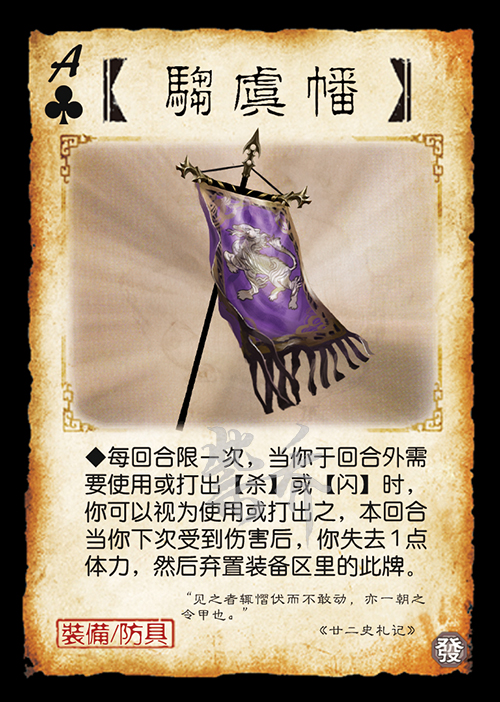 A
【騶虞幡】
◆每回合限一次，当你于回合外需
要使用或打出【杀】或【闪】时，
你可以视为使用或打出之，本回合
当你下次受到伤害后，你失去1点
体力，然后弃置装备区里的此牌。
“见之者辄慴伏而不敢动，亦一朝之
令甲也。”
《廿二史札记》
裝備/防具
發